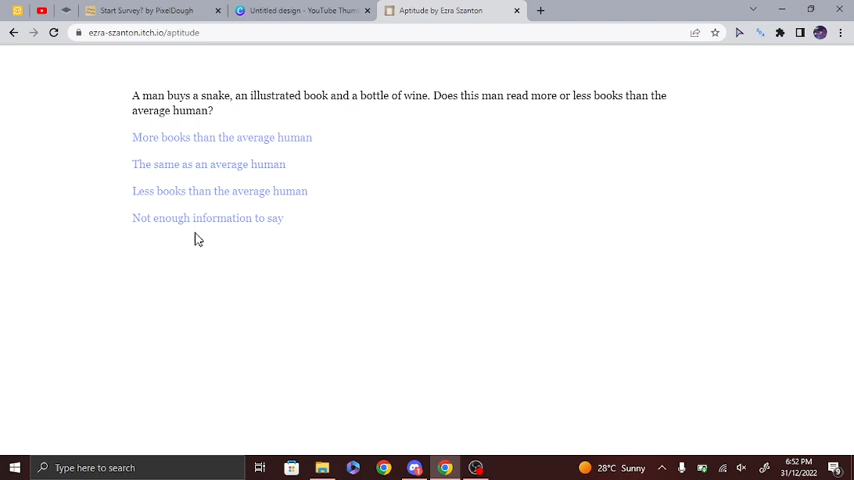 Start Survey? by PixelDough
Untitled design - YouTube Thum
Aptitude by Ezra Szanton
ezra-szanton.itch.io/aptitude
A man buys a snake, an illustrated book and a bottle of wine. Does this man read more or less books than the
average human?
More books than the average human
The same as an average human
Less books than the average human
Not enough information to say
Type here to search
28°C Sunny
6:52 PM
31/12/2022